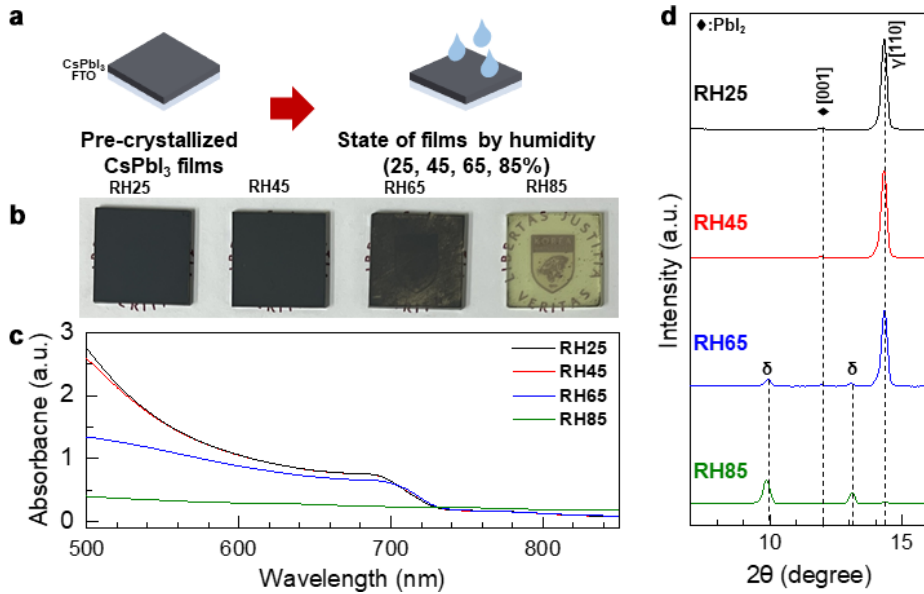 a
CsPbI₃
FTO
Pre-crystallized
CsPbI₃ films
State of films by humidity
(25, 45, 65, 85%)
b
RH25
RH45
RH65
RH85
LIBERTAS JUSTITIA
VERITAS
KOREA
c
Absorbacne (a.u.)
3
2
1
0
500
600
700
800
Wavelength (nm)
RH25
RH45
RH65
RH85
d
♦:PbI₂
♦[001]
γ[110]
RH25
RH45
RH65
RH85
δ
δ
Intensity (a.u.)
10
15
2θ (degree)